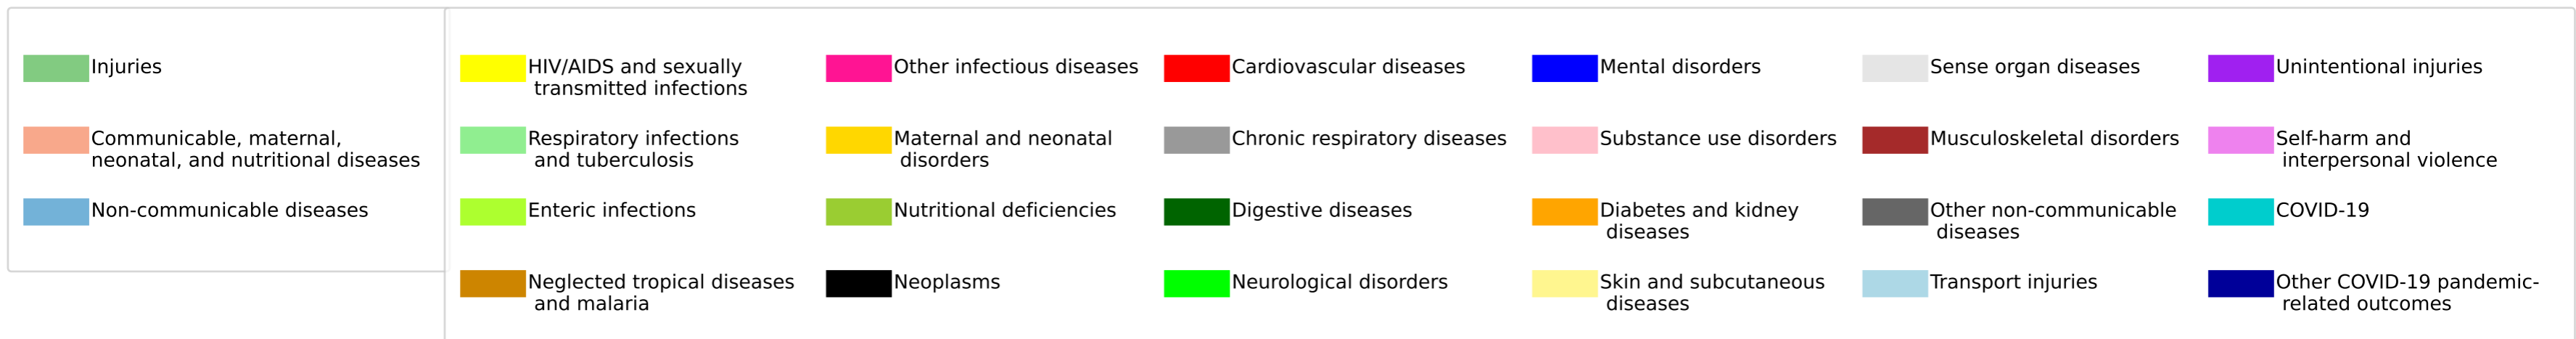 Injuries
Communicable, maternal,
neonatal, and nutritional diseases
Non-communicable diseases
HIV/AIDS and sexually
transmitted infections
Respiratory infections
and tuberculosis
Enteric infections
Neglected tropical diseases
and malaria
Other infectious diseases
Maternal and neonatal
disorders
Nutritional deficiencies
Neoplasms
Cardiovascular diseases
Chronic respiratory diseases
Digestive diseases
Neurological disorders
Mental disorders
Substance use disorders
Diabetes and kidney
diseases
Skin and subcutaneous
diseases
Sense organ diseases
Musculoskeletal disorders
Other non-communicable
diseases
Transport injuries
Unintentional injuries
Self-harm and
interpersonal violence
COVID-19
Other COVID-19 pandemic-
related outcomes